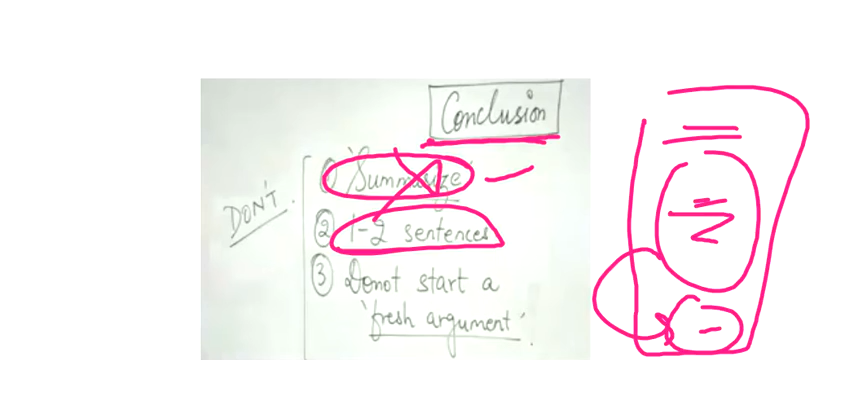 Conclusion
DON'T.
① 'Summarize'
② 1-2 sentences
③ Donot start a
'fresh argument'.